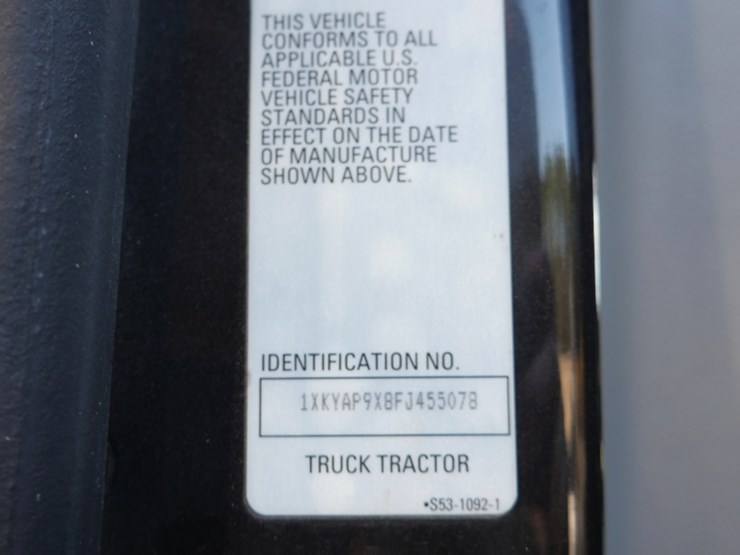 THIS VEHICLE
CONFORMS TO ALL
APPLICABLE U.S.
FEDERAL MOTOR
VEHICLE SAFETY
STANDARDS IN
EFFECT ON THE DATE
OF MANUFACTURE
SHOWN ABOVE.
IDENTIFICATION NO.
1XKYAP9X8FJ455078
TRUCK TRACTOR
•S53-1092-1